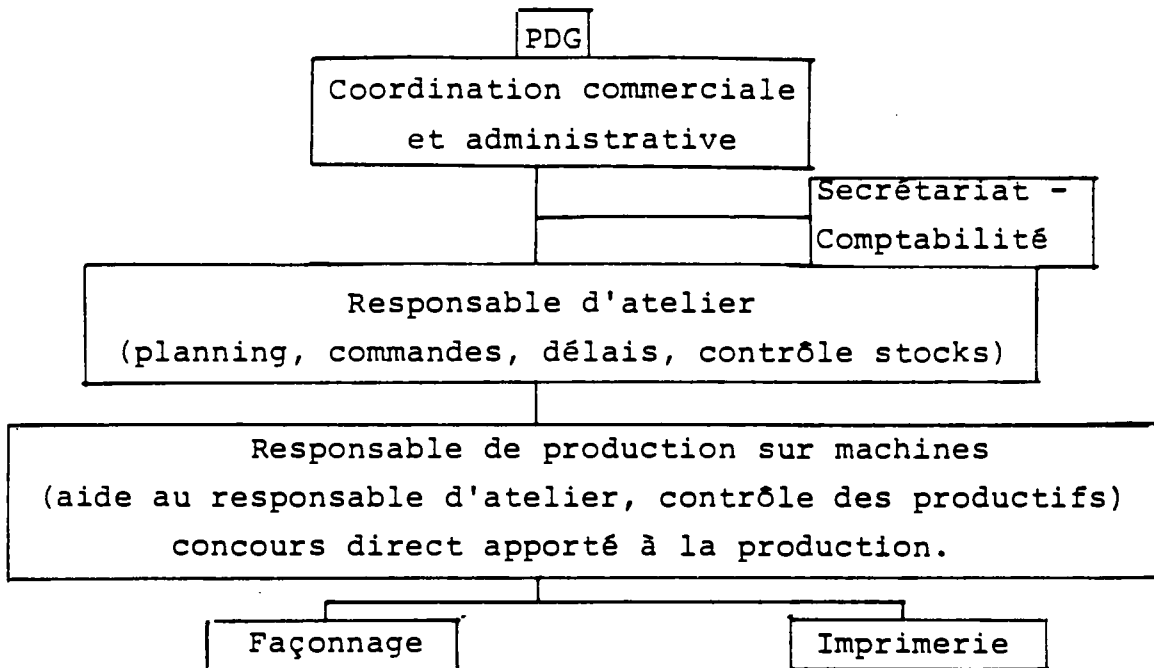 PDG
Coordination commerciale
et administrative
Secrétariat -
Comptabilité
Responsable d'atelier
(planning, commandes, délais, contrôle stocks)
Responsable de production sur machines
(aide au responsable d'atelier, contrôle des productifs)
concours direct apporté à la production.
Façonnage
Imprimerie